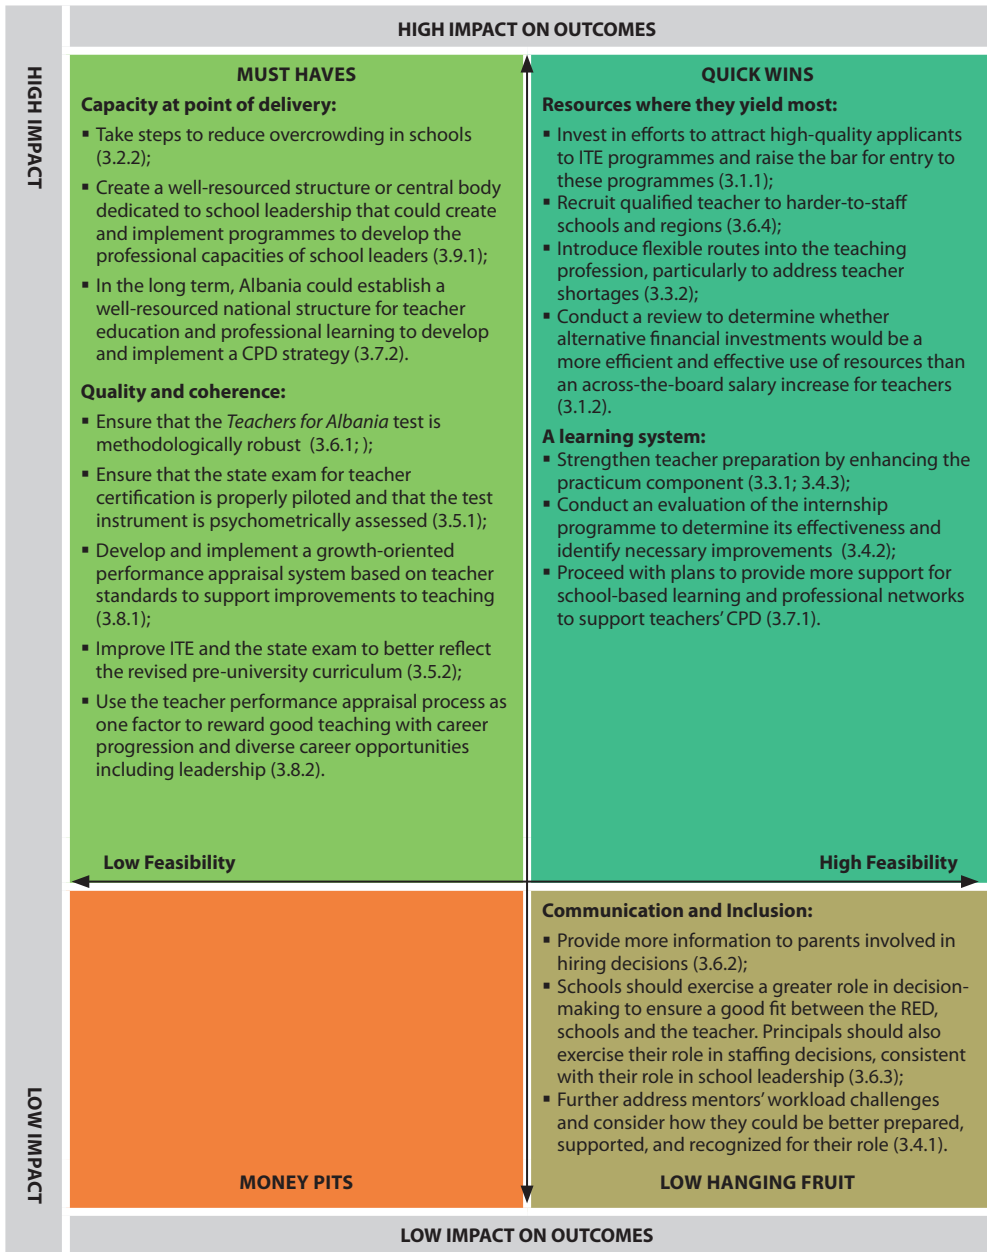 HIGH IMPACT ON OUTCOMES
HIGH IMPACT
MUST HAVES
Capacity at point of delivery:
▪ Take steps to reduce overcrowding in schools
(3.2.2);
▪ Create a well-resourced structure or central body
dedicated to school leadership that could create
and implement programmes to develop the
professional capacities of school leaders (3.9.1);
▪ In the long term, Albania could establish a
well-resourced national structure for teacher
education and professional learning to develop
and implement a CPD strategy (3.7.2).
Quality and coherence:
▪ Ensure that the Teachers for Albania test is
methodologically robust (3.6.1; );
▪ Ensure that the state exam for teacher
certification is properly piloted and that the test
instrument is psychometrically assessed (3.5.1);
▪ Develop and implement a growth-oriented
performance appraisal system based on teacher
standards to support improvements to teaching
(3.8.1);
▪ Improve ITE and the state exam to better reflect
the revised pre-university curriculum (3.5.2);
▪ Use the teacher performance appraisal process as
one factor to reward good teaching with career
progression and diverse career opportunities
including leadership (3.8.2).
Low Feasibility
QUICK WINS
Resources where they yield most:
▪ Invest in efforts to attract high-quality applicants
to ITE programmes and raise the bar for entry to
these programmes (3.1.1);
▪ Recruit qualified teacher to harder-to-staff
schools and regions (3.6.4);
▪ Introduce flexible routes into the teaching
profession, particularly to address teacher
shortages (3.3.2);
▪ Conduct a review to determine whether
alternative financial investments would be a
more efficient and effective use of resources than
an across-the-board salary increase for teachers
(3.1.2).
A learning system:
▪ Strengthen teacher preparation by enhancing the
practicum component (3.3.1; 3.4.3);
▪ Conduct an evaluation of the internship
programme to determine its effectiveness and
identify necessary improvements (3.4.2);
▪ Proceed with plans to provide more support for
school-based learning and professional networks
to support teachers' CPD (3.7.1).
High Feasibility
LOW IMPACT
MONEY PITS
Communication and Inclusion:
▪ Provide more information to parents involved in
hiring decisions (3.6.2);
▪ Schools should exercise a greater role in decision-
making to ensure a good fit between the RED,
schools and the teacher. Principals should also
exercise their role in staffing decisions, consistent
with their role in school leadership (3.6.3);
▪ Further address mentors' workload challenges
and consider how they could be better prepared,
supported, and recognized for their role (3.4.1).
LOW HANGING FRUIT
LOW IMPACT ON OUTCOMES